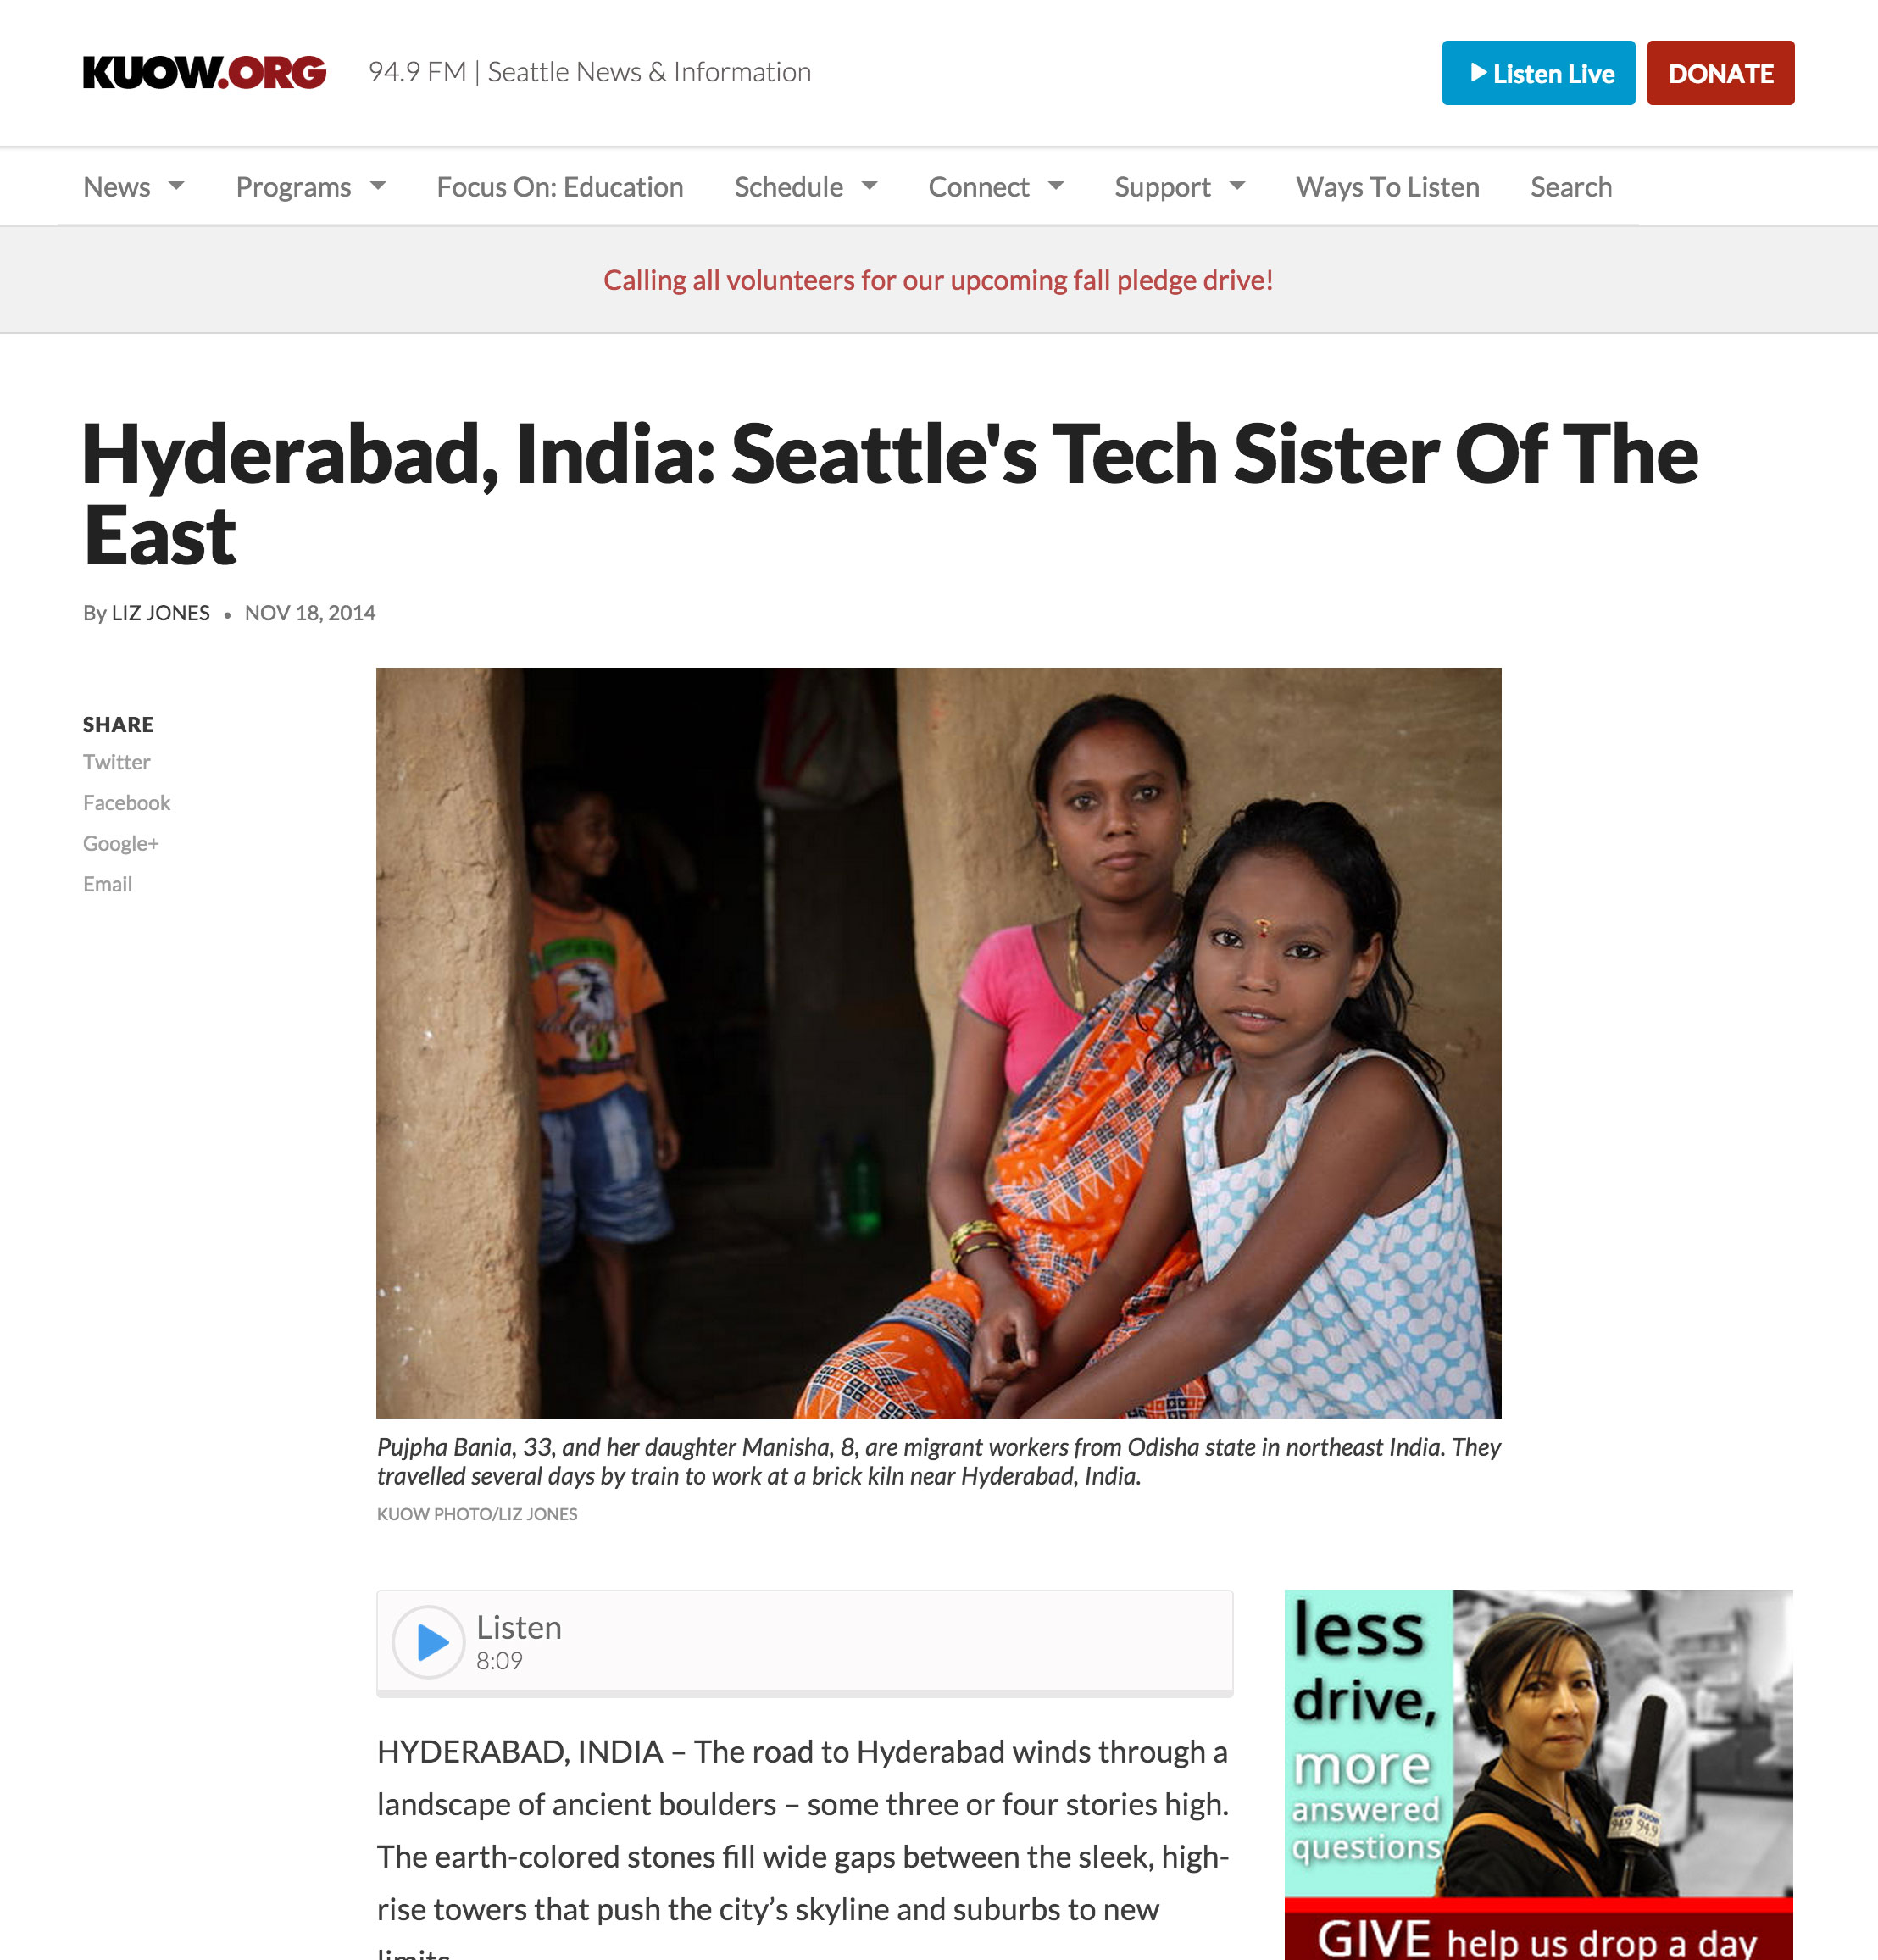 KUOW.ORG
94.9 FM | Seattle News & Information
Listen Live
DONATE
News
Programs
Focus On: Education
Schedule
Connect
Support
Ways To Listen
Search
Calling all volunteers for our upcoming fall pledge drive!
Hyderabad, India: Seattle's Tech Sister Of The
East
By LIZ JONES • NOV 18, 2014
SHARE
Twitter
Facebook
Google+
Email
Pujpha Bania, 33, and her daughter Manisha, 8, are migrant workers from Odisha state in northeast India. They
travelled several days by train to work at a brick kiln near Hyderabad, India.
KUOW PHOTO/LIZ JONES
Listen
8:09
HYDERABAD, INDIA – The road to Hyderabad winds through a
landscape of ancient boulders – some three or four stories high.
The earth-colored stones fill wide gaps between the sleek, high-
rise towers that push the city’s skyline and suburbs to new
limits
less
drive,
more
answered
questions
KUOW KUOW
94.9 94.9
GIVE help us drop a day